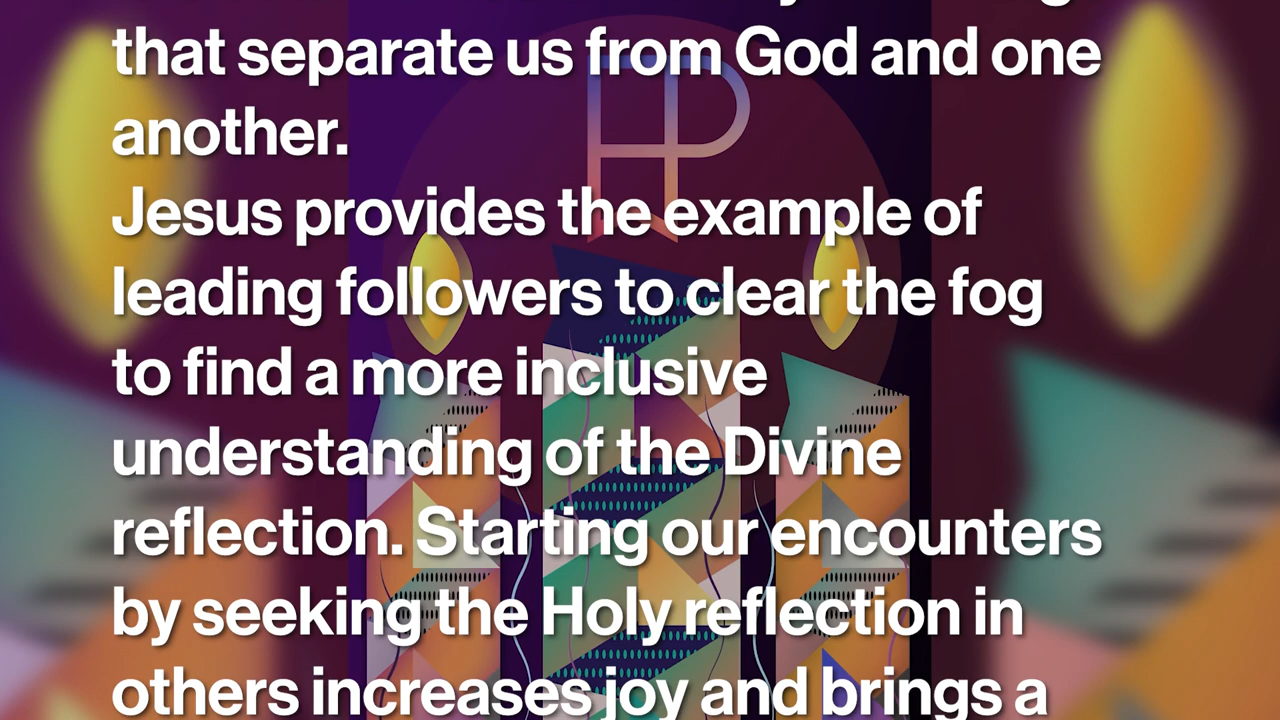 that separate us from God and one
another.
Jesus provides the example of
leading followers to clear the fog
to find a more inclusive
understanding of the Divine
reflection. Starting our encounters
by seeking the Holy reflection in
others increases joy and brings a